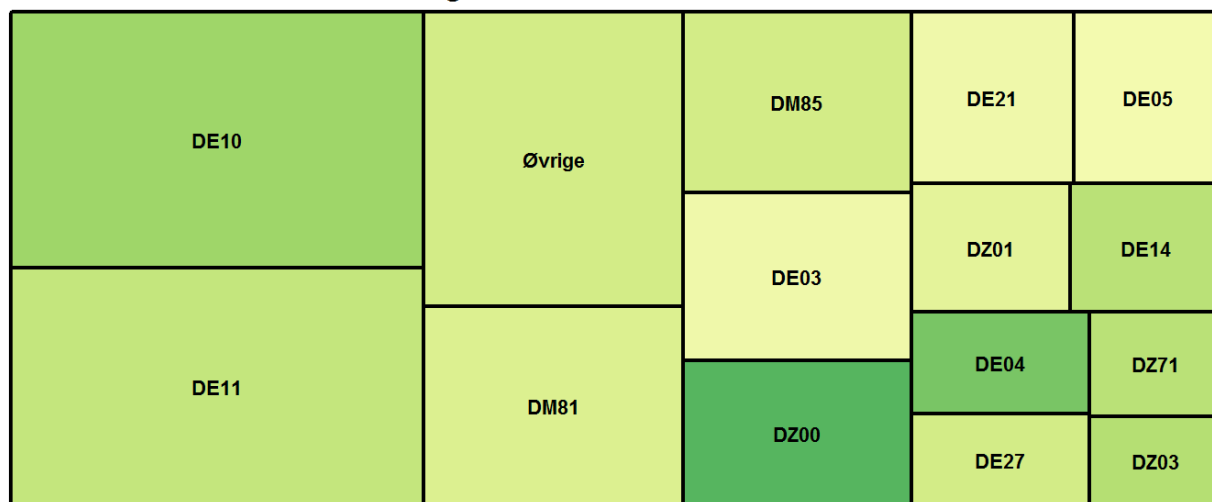 DE10
DE11
Øvrige
DM81
DM85
DE03
DZ00
DE21
DE05
DZ01
DE14
DE04
DZ71
DE27
DZ03